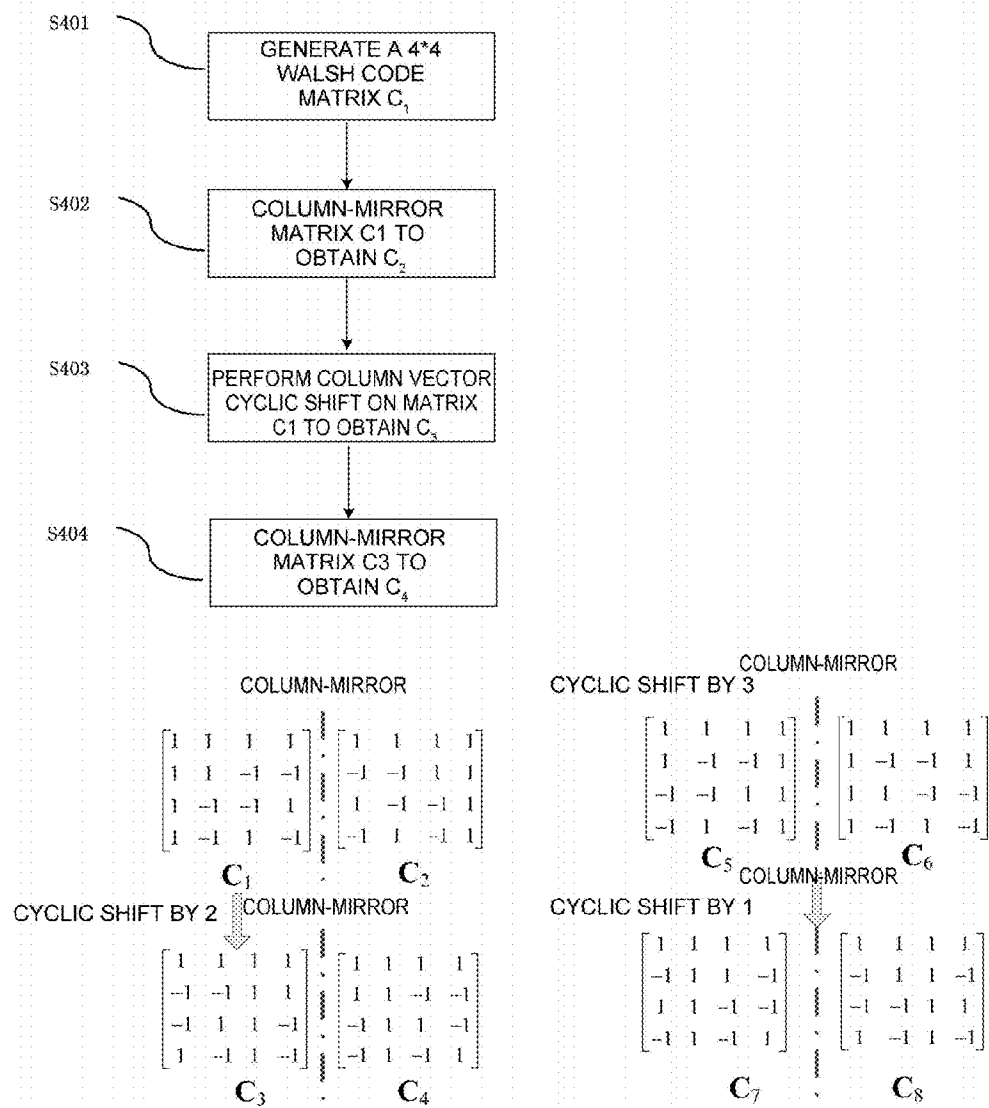 S401
GENERATE A 4*4
WALSH CODE
MATRIX C₁
S402
COLUMN-MIRROR
MATRIX C1 TO
OBTAIN C₂
S403
PERFORM COLUMN VECTOR
CYCLIC SHIFT ON MATRIX
C1 TO OBTAIN C₃
S404
COLUMN-MIRROR
MATRIX C3 TO
OBTAIN C₄
COLUMN-MIRROR
1 1 1 1
1 1 -1 -1
1 -1 -1 1
1 -1 1 -1
C₁
1 1 1 1
-1 -1 1 1
1 -1 -1 1
-1 1 -1 1
C₂
CYCLIC SHIFT BY 2
COLUMN-MIRROR
1 1 1 1
-1 -1 1 1
-1 1 1 -1
1 -1 1 -1
C₃
1 1 1 1
1 1 -1 -1
-1 1 1 -1
-1 1 -1 1
C₄
COLUMN-MIRROR
CYCLIC SHIFT BY 3
1 1 1 1
1 -1 -1 1
-1 -1 1 1
-1 1 -1 1
C₅
1 1 1 1
1 -1 -1 1
1 1 -1 -1
1 -1 1 -1
C₆
COLUMN-MIRROR
CYCLIC SHIFT BY 1
1 1 1 1
-1 1 1 -1
1 1 -1 -1
-1 1 -1 1
C₇
1 1 1 1
-1 1 1 -1
-1 -1 1 1
1 -1 1 -1
C₈